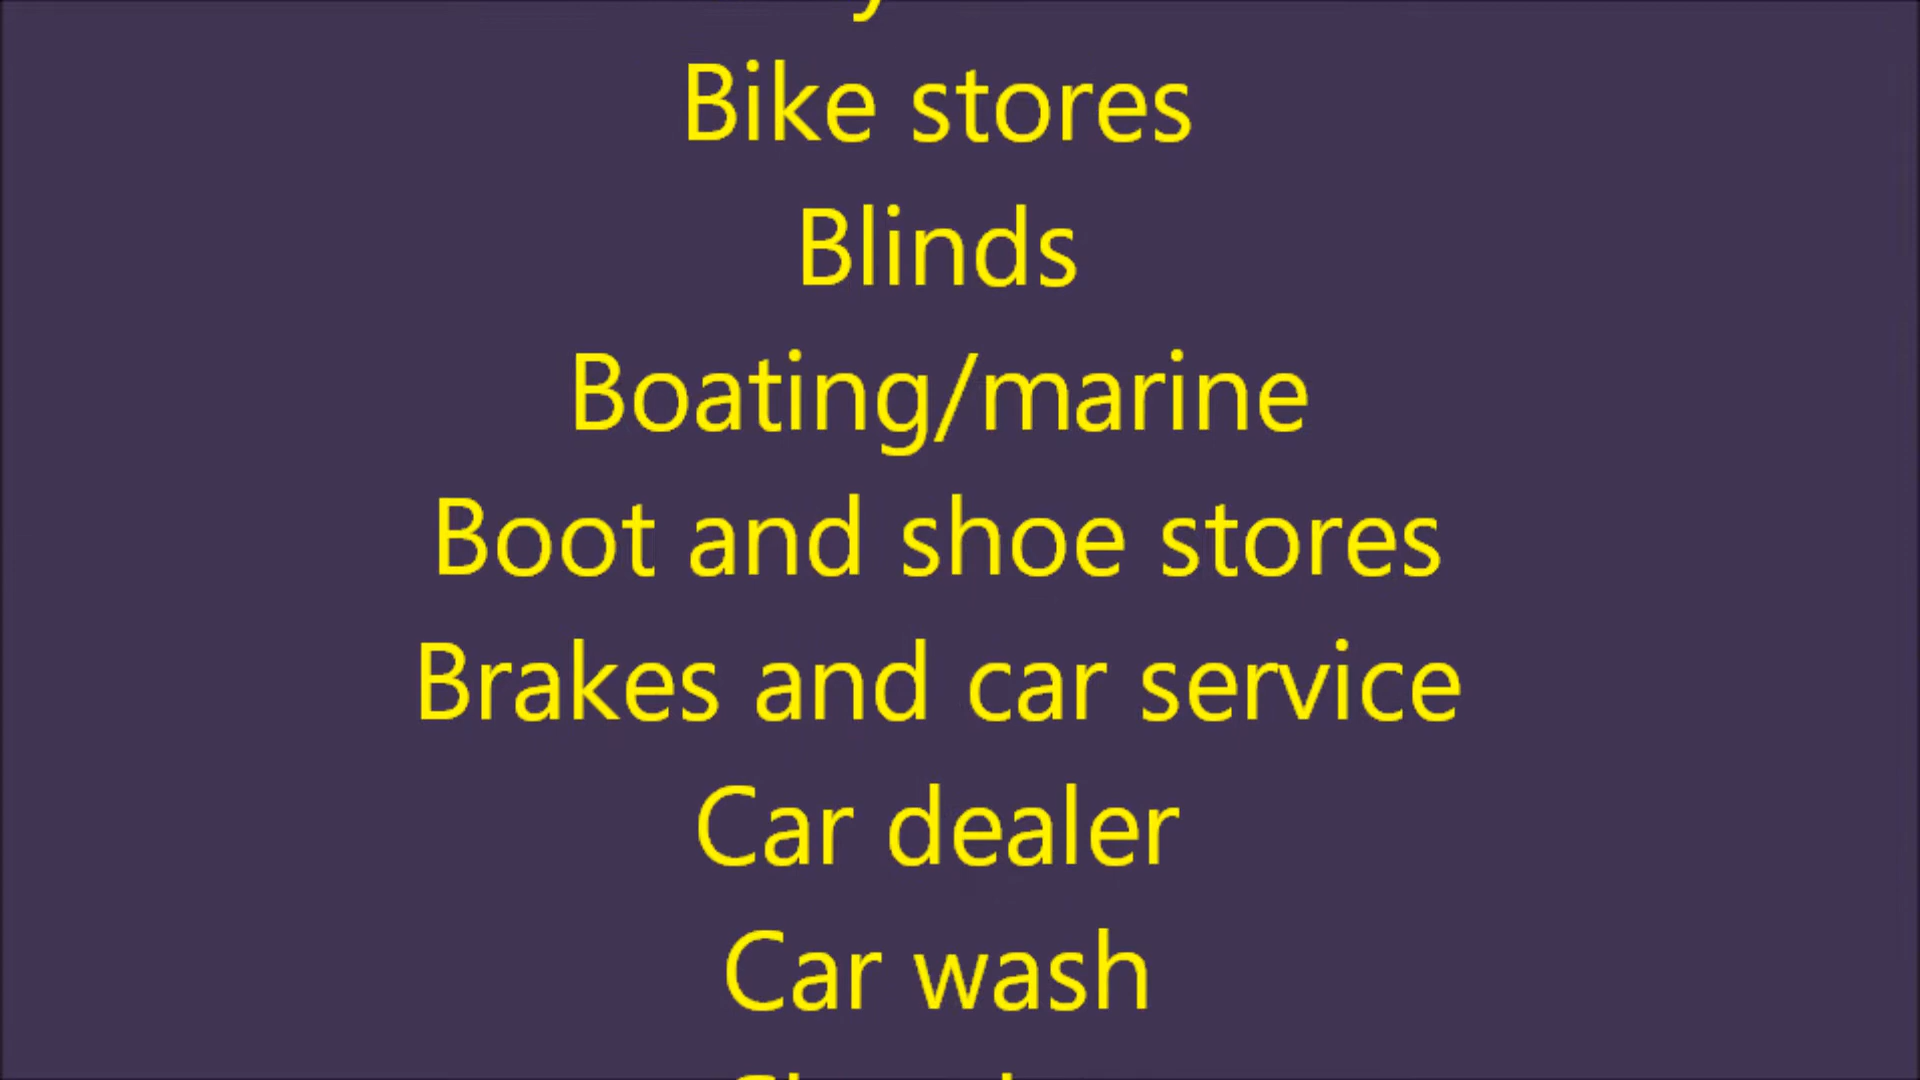 Bike stores
Blinds
Boating/marine
Boot and shoe stores
Brakes and car service
Car dealer
Car wash